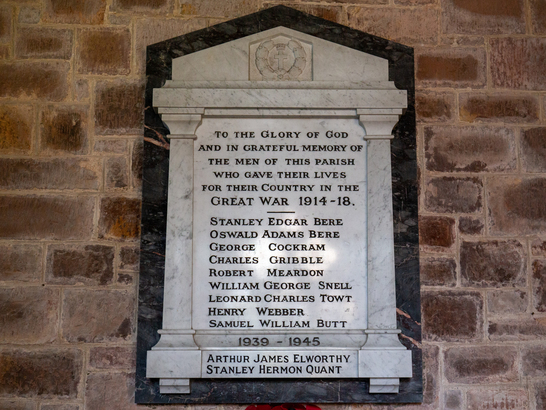 To the Glory of God
and in grateful memory of
the men of this parish
who gave their lives
for their Country in the
Great War 1914-18.
Stanley Edgar Bere
Oswald Adams Bere
George Cockram
Charles Gribble
Robert Meardon
William George Snell
Leonard Charles Towt
Henry Webber
Samuel William Butt
1939 - 1945
Arthur James Elworthy
Stanley Hermon Quant